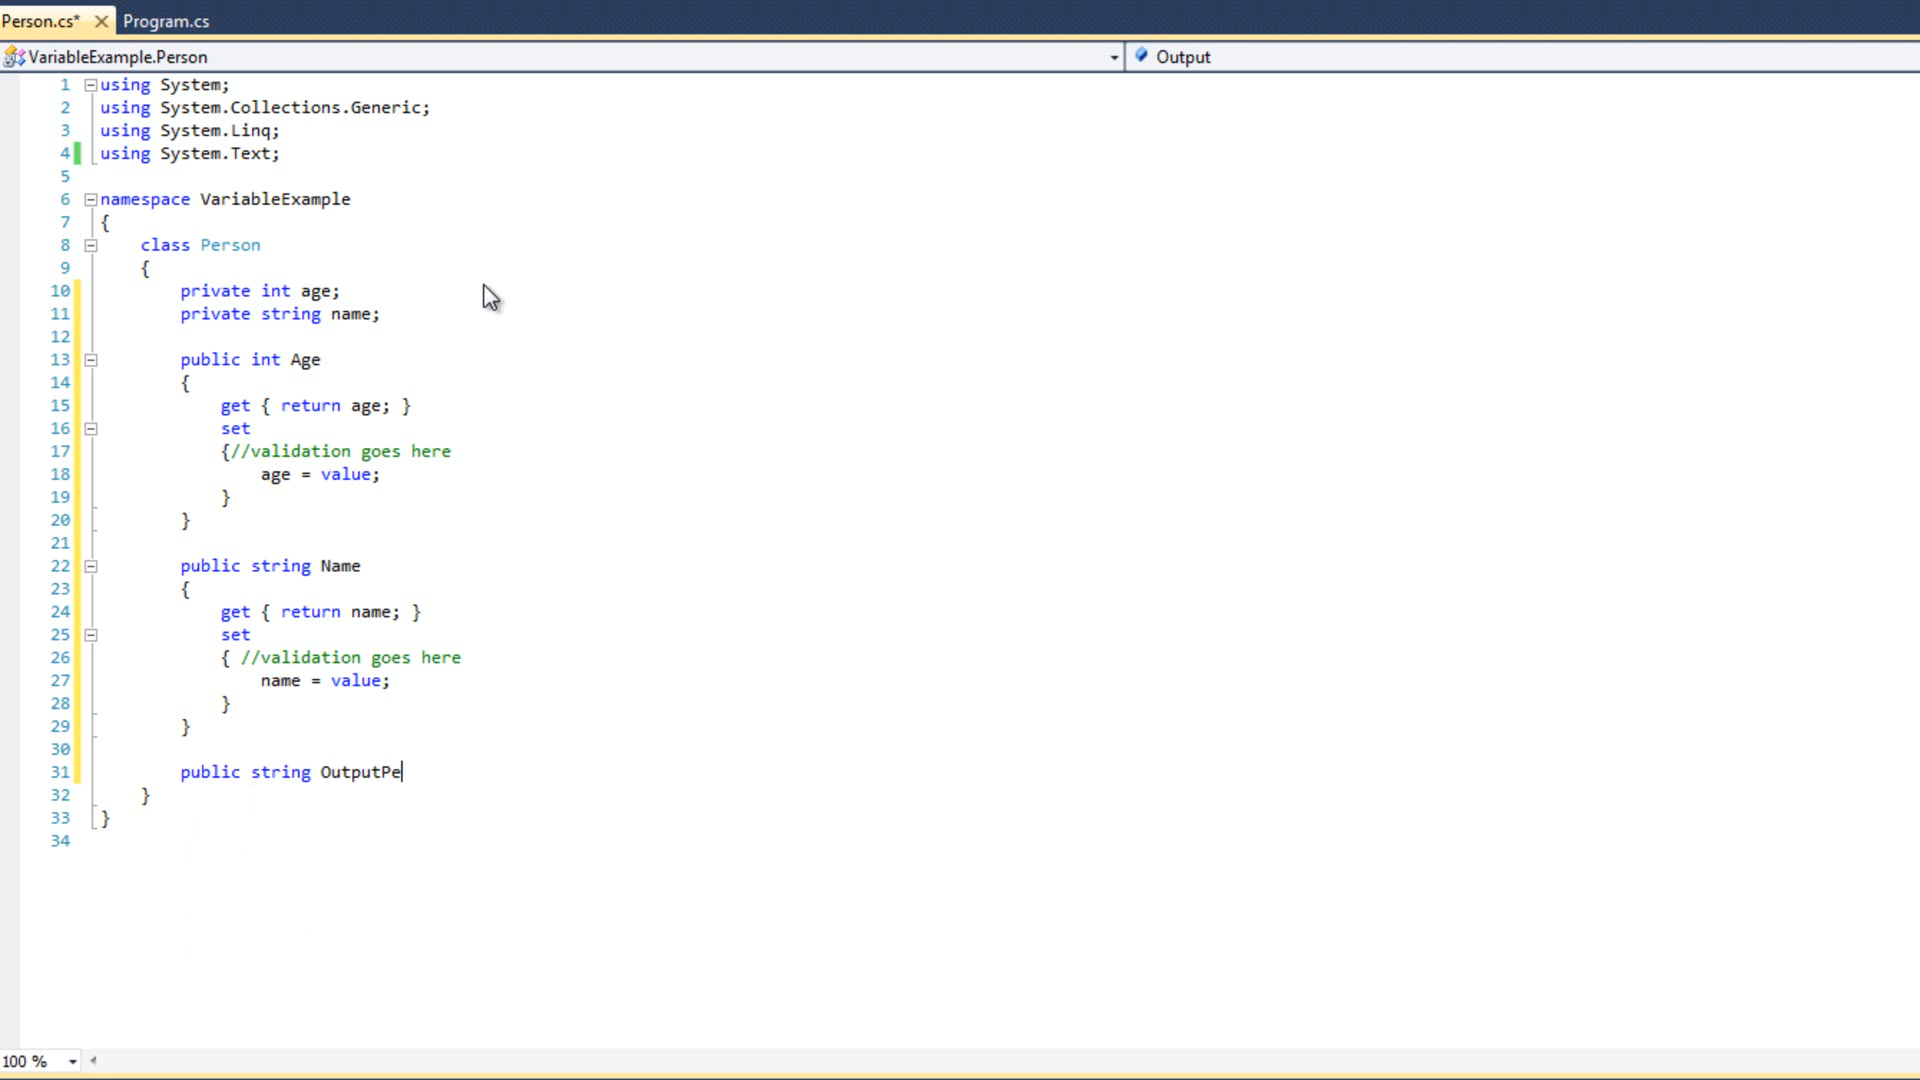 Person.cs* Program.cs
VariableExample.Person Output
1 using System;
2 using System.Collections.Generic;
3 using System.Linq;
4 using System.Text;
5
6 namespace VariableExample
7 {
8 class Person
9 {
10 private int age;
11 private string name;
12
13 public int Age
14 {
15 get { return age; }
16 set
17 {//validation goes here
18 age = value;
19 }
20 }
21
22 public string Name
23 {
24 get { return name; }
25 set
26 { //validation goes here
27 name = value;
28 }
29 }
30
31 public string OutputPe
32 }
33 }
34
100 %